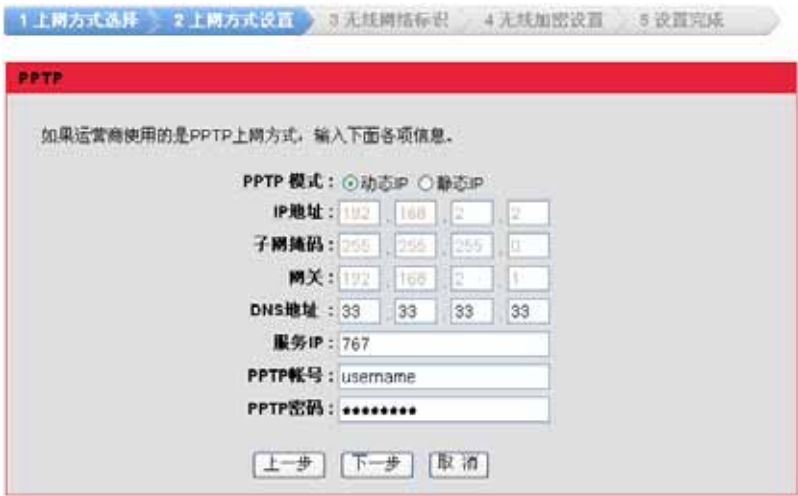 1 上网方式选择 2 上网方式设置 3 无线网络标识 4 无线加密设置 5 设置完成
PPTP
如果运营商使用的是PPTP上网方式，输入下面各项信息。
PPTP 模式：动态IP 静态IP
IP地址：192 . 168 . 2 . 2
子网掩码：255 . 255 . 255 . 0
网关：192 . 168 . 2 . 1
DNS地址：33 . 33 . 33 . 33
服务IP：767
PPTP帐号：username
PPTP密码：●●●●●●●●
上一步 下一步 取 消